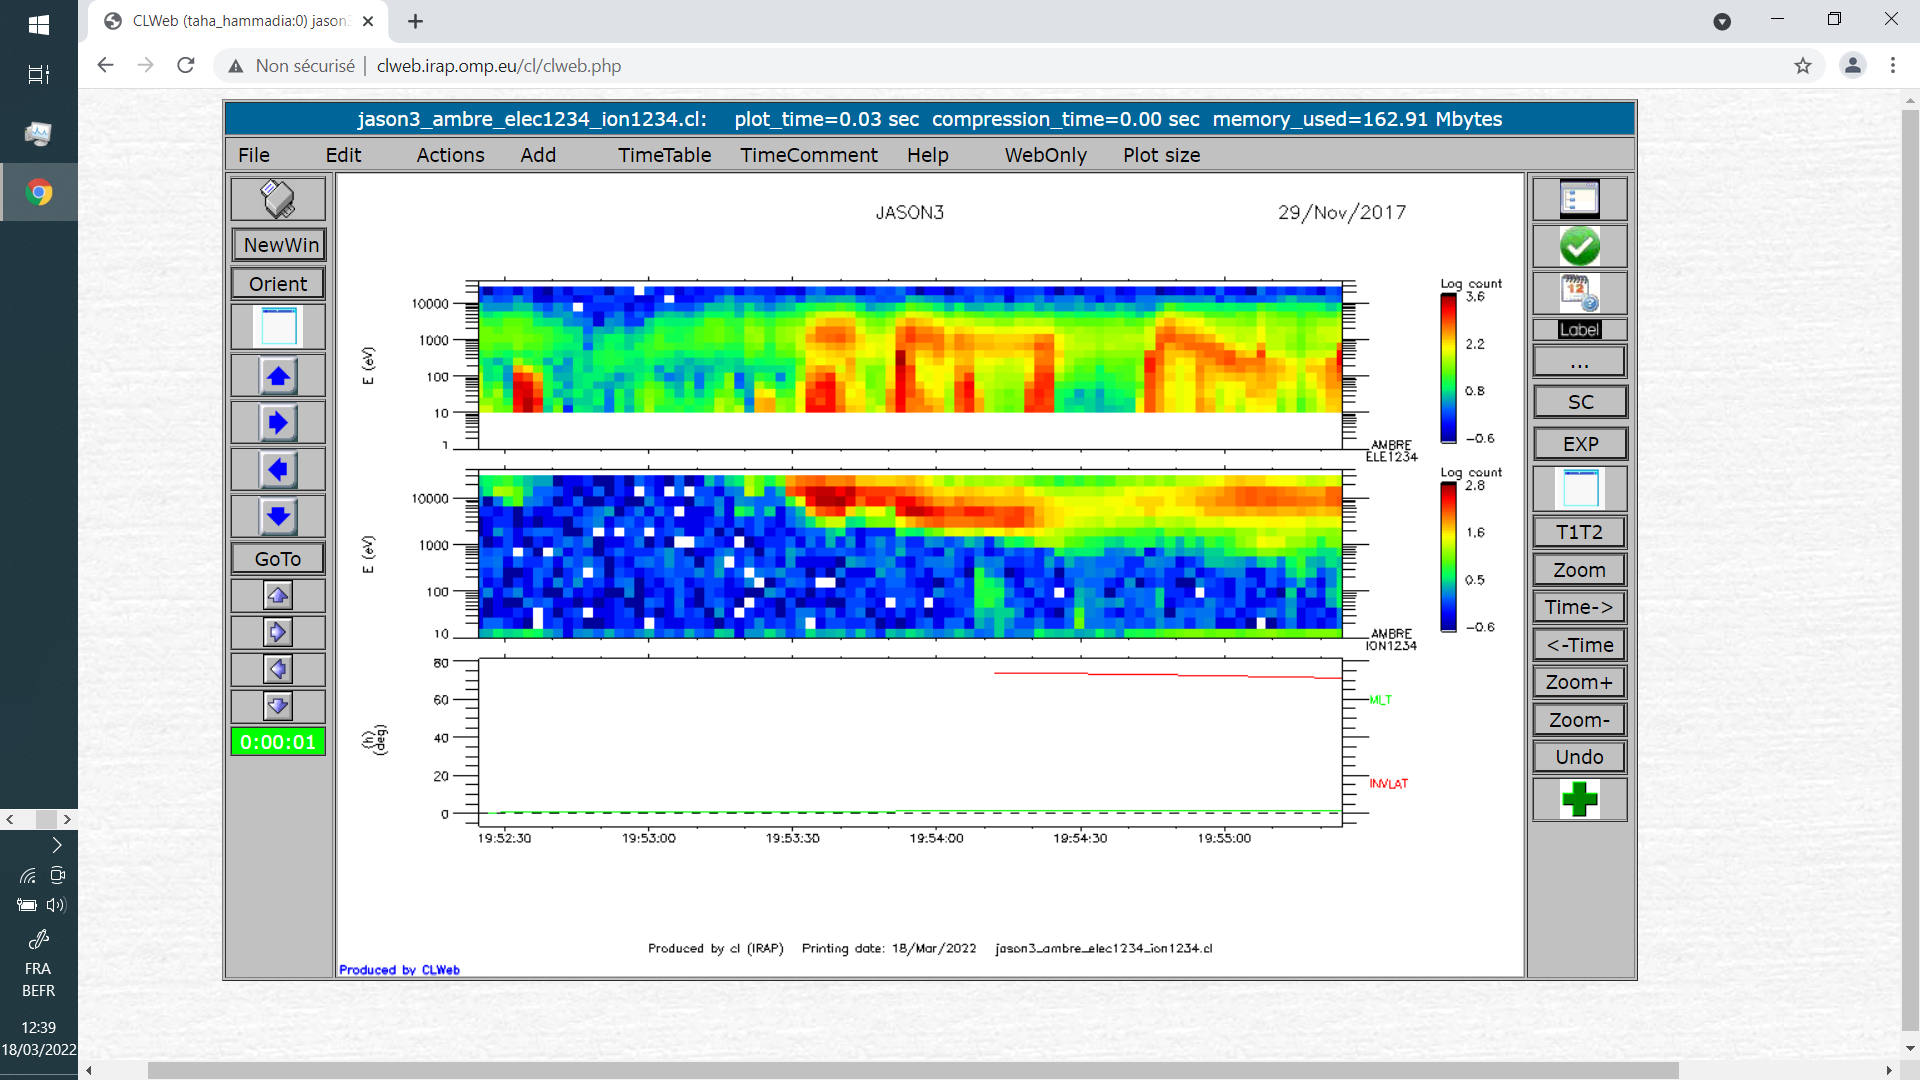 CLWeb (taha_hammadia:0) jason3
Non sécurisé | clweb.irap.omp.eu/cl/clweb.php
jason3_ambre_elec1234_ion1234.cl: plot_time=0.03 sec compression_time=0.00 sec memory_used=162.91 Mbytes
File Edit Actions Add TimeTable TimeComment Help WebOnly Plot size
NewWin
Orient
GoTo
0:00:01
JASON3 29/Nov/2017
E (eV)
10000
1000
100
10
1
Log count
3.6
2.2
0.8
-0.6
AMBRE
ELE1234
E (eV)
10000
1000
100
10
Log count
2.8
1.6
0.5
-0.6
AMBRE
ION1234
(h)
(deg)
80
60
40
20
0
MLT
INVLAT
19:52:30 19:53:00 19:53:30 19:54:00 19:54:30 19:55:00
Produced by cl (IRAP) Printing date: 18/Mar/2022 jason3_ambre_elec1234_ion1234.cl
Produced by CLWeb
12
Label
...
SC
EXP
T1T2
Zoom
Time->
<-Time
Zoom+
Zoom-
Undo
FRA
BEFR
12:39
18/03/2022